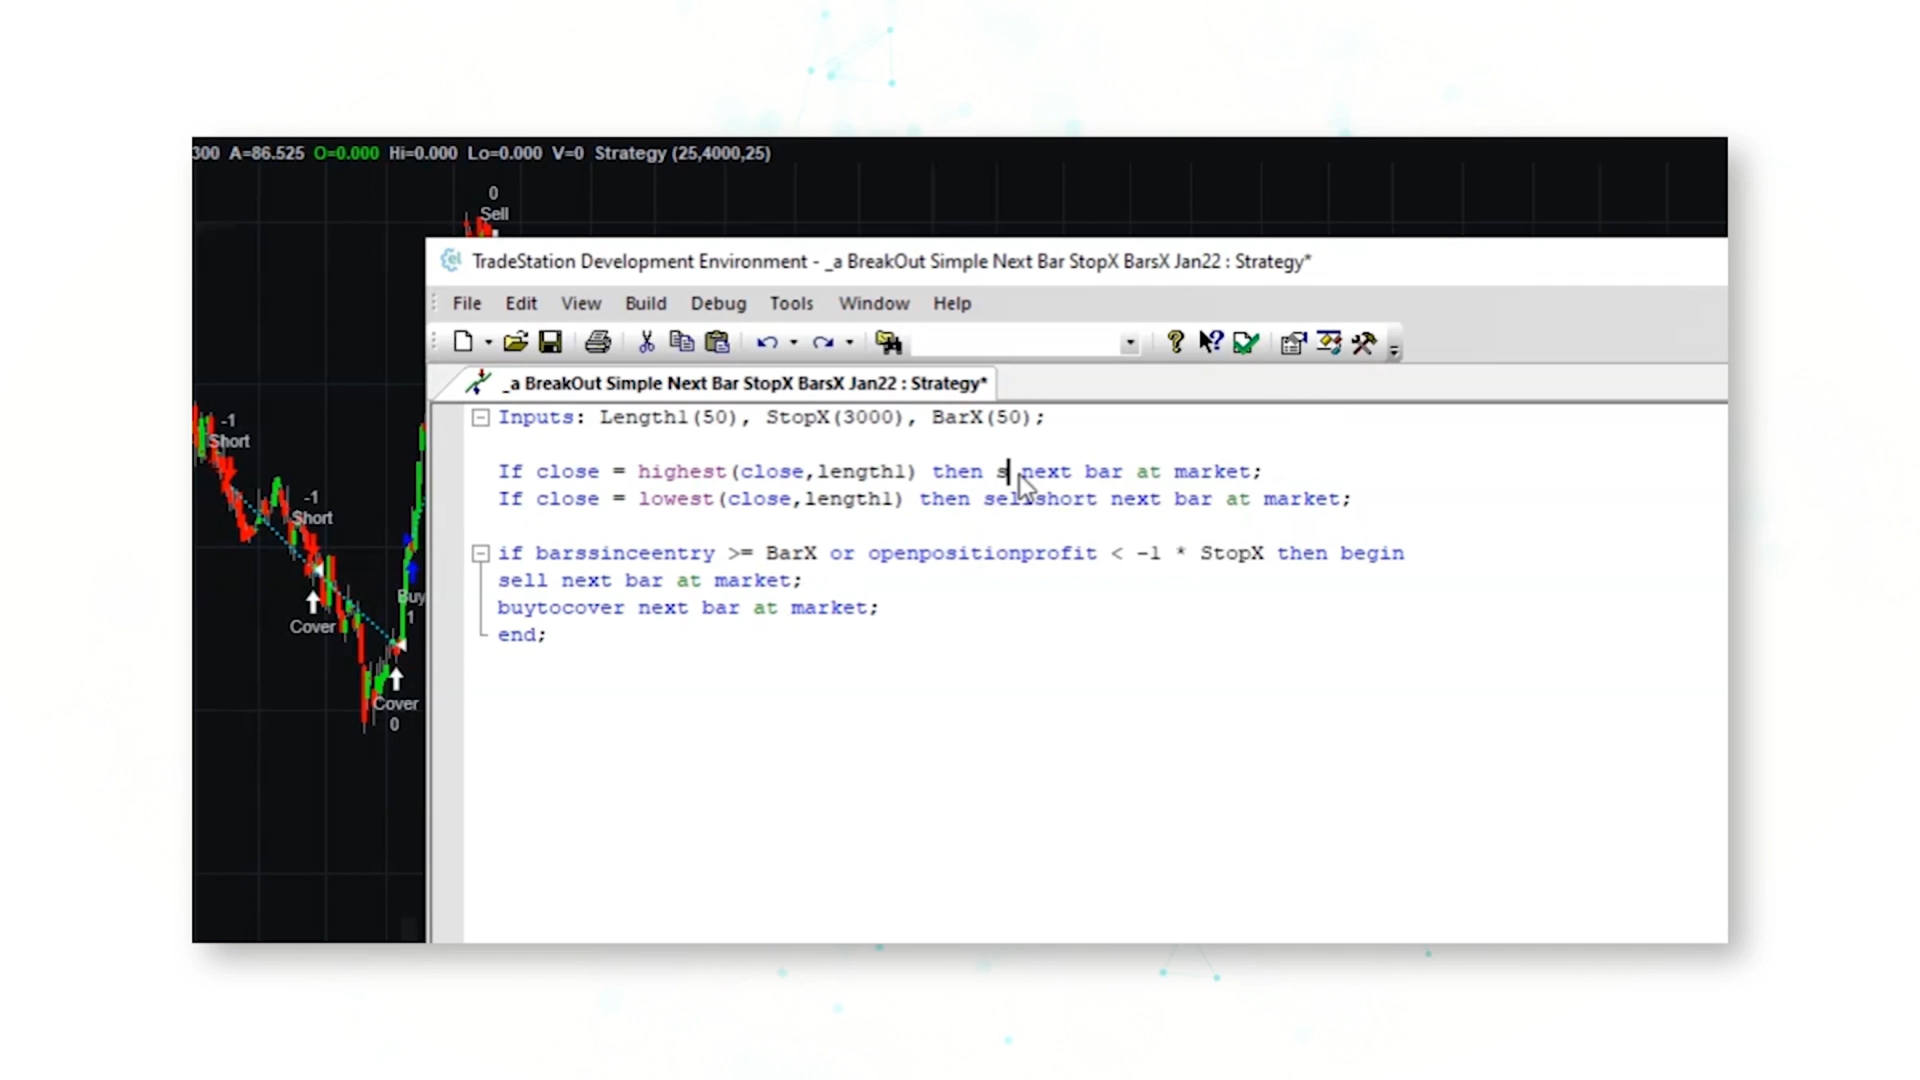 300 A=86.525 O=0.000 Hi=0.000 Lo=0.000 V=0 Strategy (25,4000,25)
0
Sell
TradeStation Development Environment - _a BreakOut Simple Next Bar StopX BarsX Jan22 : Strategy*
File Edit View Build Debug Tools Window Help
_a BreakOut Simple Next Bar StopX BarsX Jan22 : Strategy*
Inputs: Length1(50), StopX(3000), BarX(50);
If close = highest(close,length1) then s next bar at market;
If close = lowest(close,length1) then sellshort next bar at market;
if barssinceentry >= BarX or openpositionprofit < -1 * StopX then begin
sell next bar at market;
buytocover next bar at market;
end;
-1
Short
-1
Short
Buy
1
Cover
Cover
0